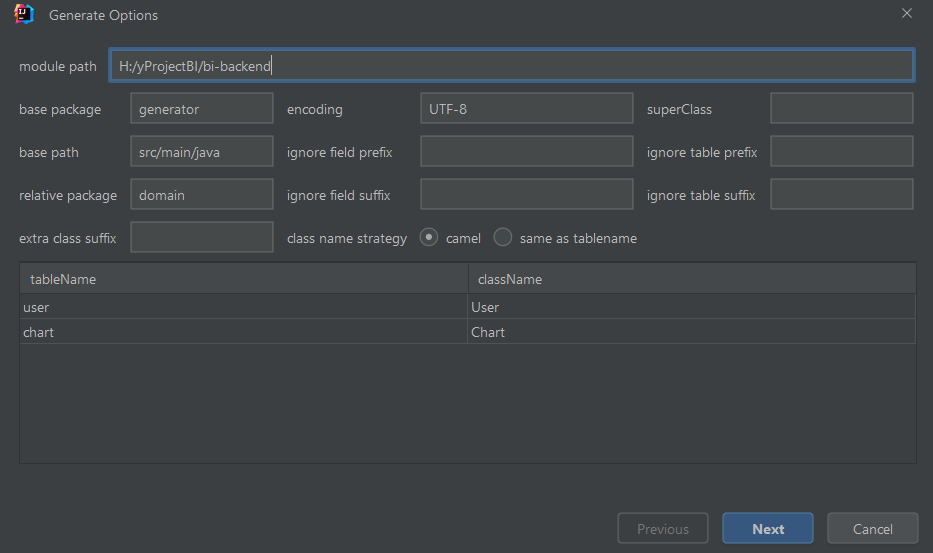 Generate Options
module path H:/yProjectBI/bi-backend
base package generator encoding UTF-8 superClass
base path src/main/java ignore field prefix ignore table prefix
relative package domain ignore field suffix ignore table suffix
extra class suffix class name strategy camel same as tablename
tableName className
user User
chart Chart
Previous Next Cancel